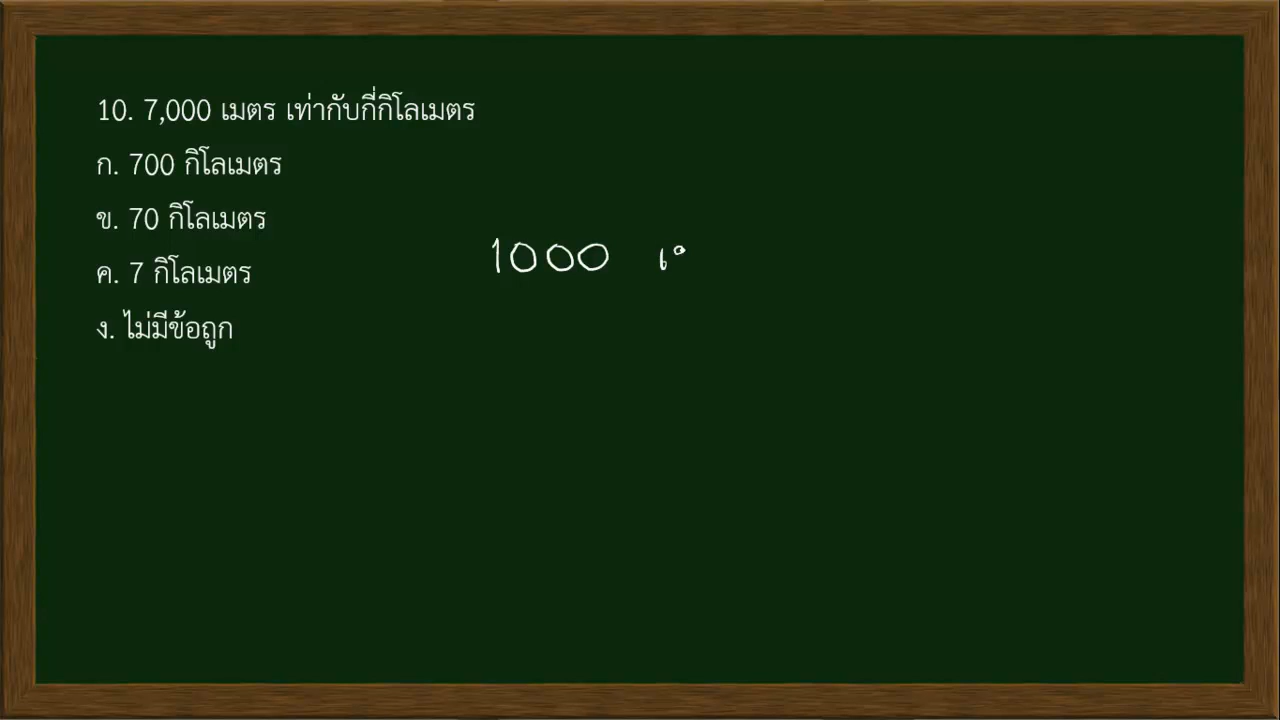 10. 7,000 เมตร เท่ากับกี่กิโลเมตร
ก. 700 กิโลเมตร
ข. 70 กิโลเมตร
ค. 7 กิโลเมตร
ง. ไม่มีข้อถูก
1000